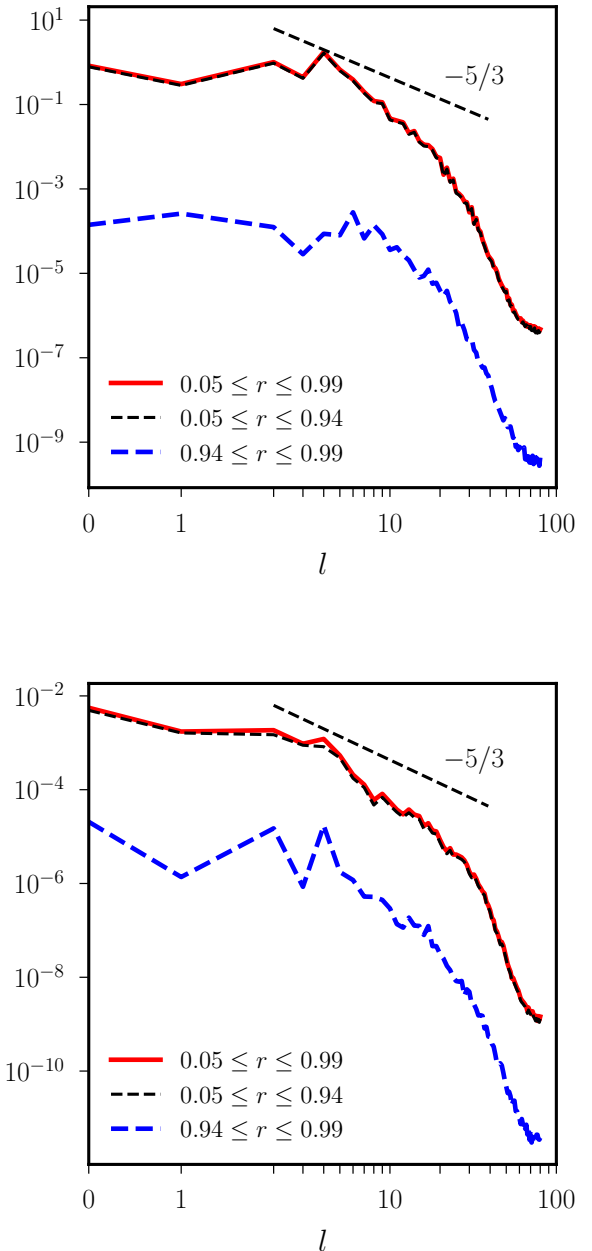 10^1
10^−1
10^−3
10^−5
10^−7
10^−9
−5/3
0.05 ≤ r ≤ 0.99
0.05 ≤ r ≤ 0.94
0.94 ≤ r ≤ 0.99
0 1 10 100
l
10^−2
10^−4
10^−6
10^−8
10^−10
−5/3
0.05 ≤ r ≤ 0.99
0.05 ≤ r ≤ 0.94
0.94 ≤ r ≤ 0.99
0 1 10 100
l